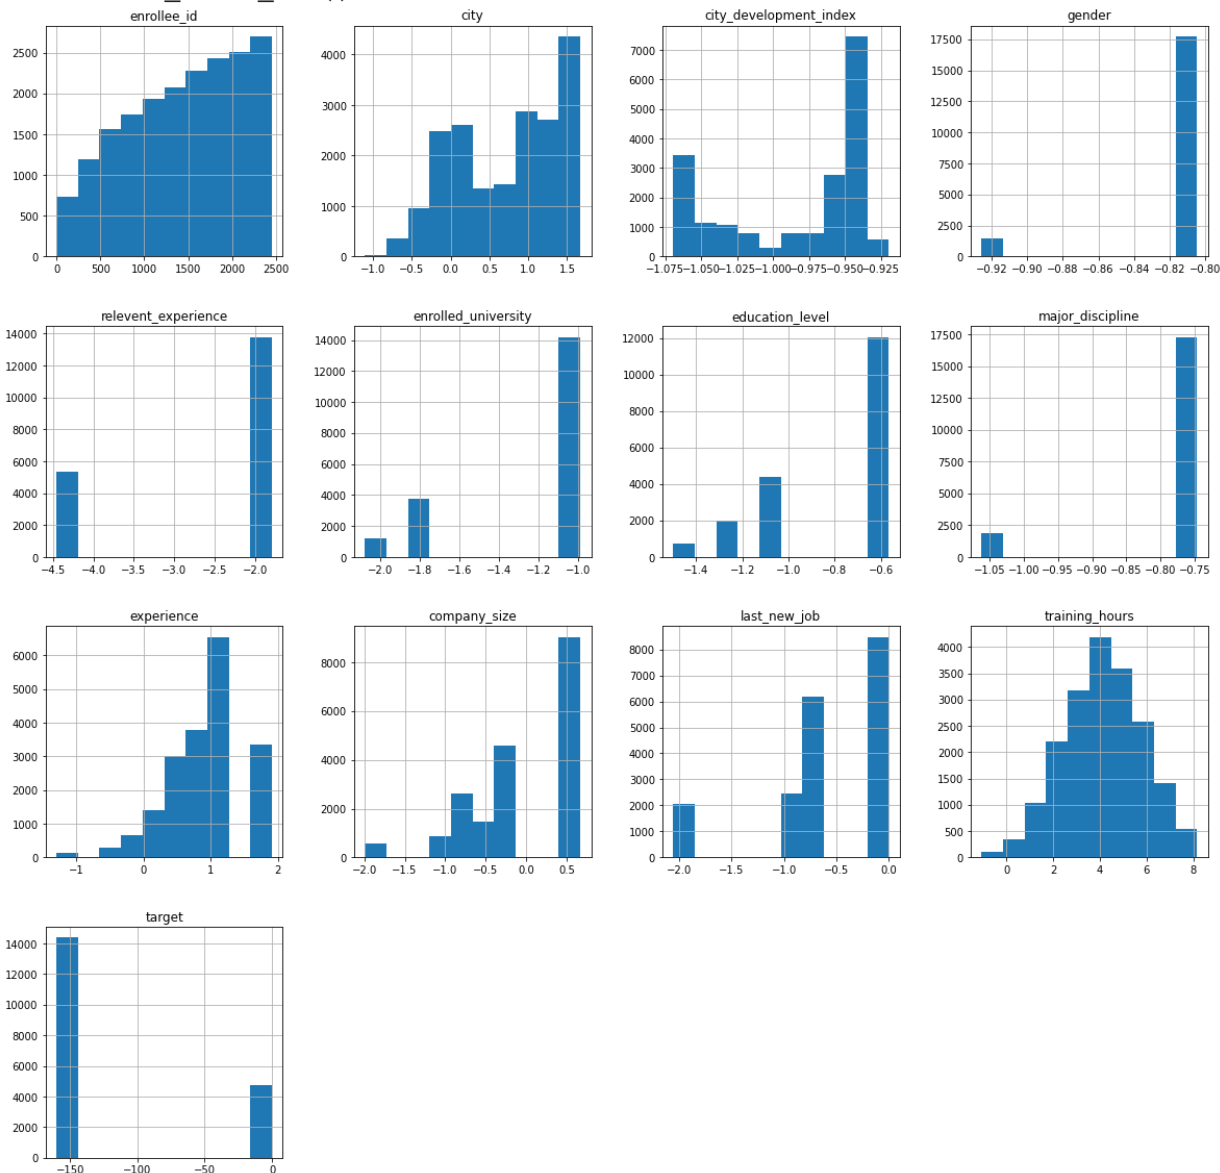 enrollee_id city city_development_index gender
2500 2000 1500 1000 500 0
0 500 1000 1500 2000 2500
4000 3000 2000 1000 0
−1.0 −0.5 0.0 0.5 1.0 1.5
7000 6000 5000 4000 3000 2000 1000 0
−1.075 −1.050 −1.025 −1.000 −0.975 −0.950 −0.925
17500 15000 12500 10000 7500 5000 2500 0
−0.92 −0.90 −0.88 −0.86 −0.84 −0.82 −0.80
relevent_experience enrolled_university education_level major_discipline
14000 12000 10000 8000 6000 4000 2000 0
−4.5 −4.0 −3.5 −3.0 −2.5 −2.0
14000 12000 10000 8000 6000 4000 2000 0
−2.0 −1.8 −1.6 −1.4 −1.2 −1.0
12000 10000 8000 6000 4000 2000 0
−1.4 −1.2 −1.0 −0.8 −0.6
17500 15000 12500 10000 7500 5000 2500 0
−1.05 −1.00 −0.95 −0.90 −0.85 −0.80 −0.75
experience company_size last_new_job training_hours
6000 5000 4000 3000 2000 1000 0
−1 0 1 2
8000 6000 4000 2000 0
−2.0 −1.5 −1.0 −0.5 0.0 0.5
8000 7000 6000 5000 4000 3000 2000 1000 0
−2.0 −1.5 −1.0 −0.5 0.0
4000 3500 3000 2500 2000 1500 1000 500 0
0 2 4 6 8
target
14000 12000 10000 8000 6000 4000 2000 0
−150 −100 −50 0